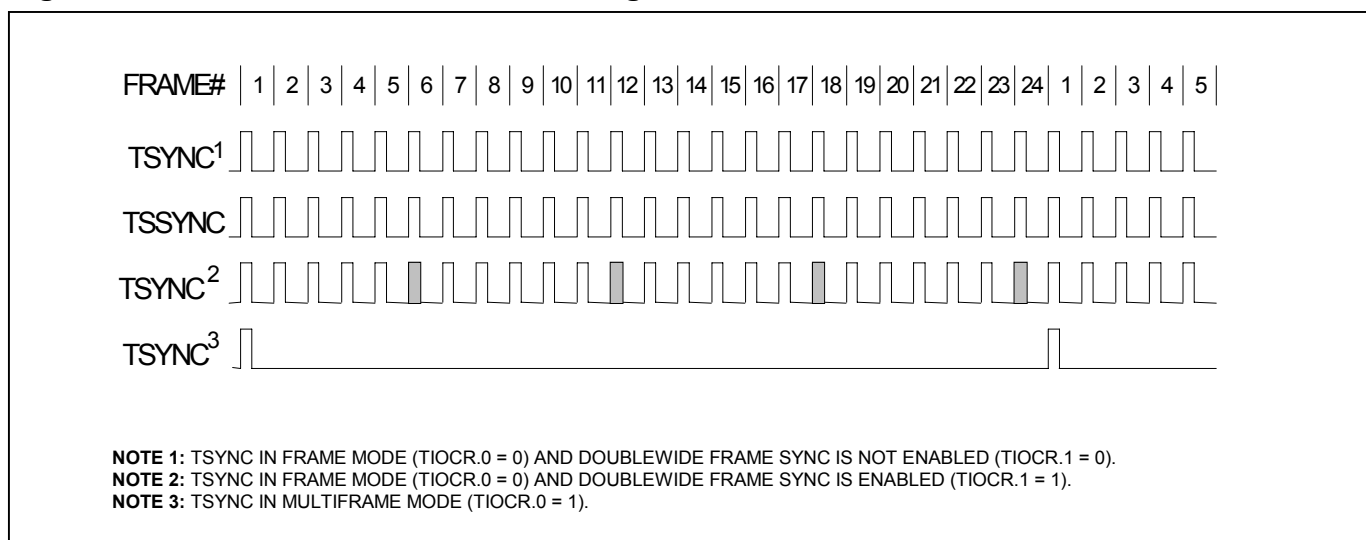 FRAME# 1 2 3 4 5 6 7 8 9 10 11 12 13 14 15 16 17 18 19 20 21 22 23 24 1 2 3 4 5
TSYNC1
TSSYNC
TSYNC2
TSYNC3
NOTE 1: TSYNC IN FRAME MODE (TIOCR.0 = 0) AND DOUBLEWIDE FRAME SYNC IS NOT ENABLED (TIOCR.1 = 0).
NOTE 2: TSYNC IN FRAME MODE (TIOCR.0 = 0) AND DOUBLEWIDE FRAME SYNC IS ENABLED (TIOCR.1 = 1).
NOTE 3: TSYNC IN MULTIFRAME MODE (TIOCR.0 = 1).